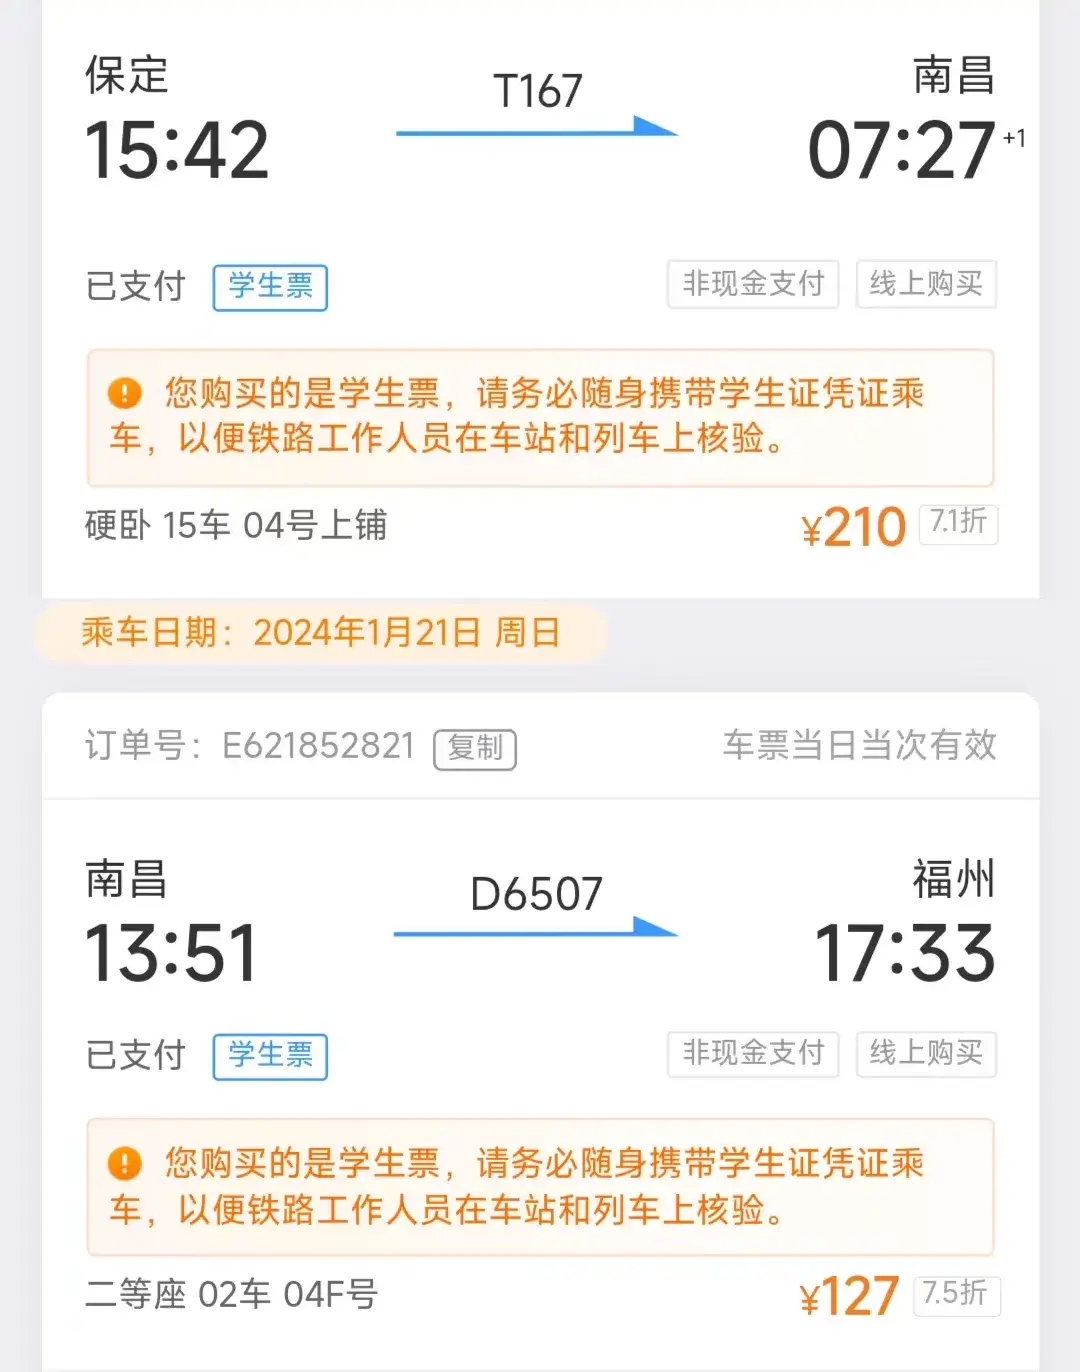 保定
T167
南昌
15:42
07:27+1
已支付 学生票 非现金支付 线上购买
您购买的是学生票，请务必随身携带学生证凭证乘
车，以便铁路工作人员在车站和列车上核验。
硬卧 15车 04号上铺 ¥210 7.1折
乘车日期：2024年1月21日 周日
订单号：E621852821 复制 车票当日当次有效
南昌
D6507
福州
13:51
17:33
已支付 学生票 非现金支付 线上购买
您购买的是学生票，请务必随身携带学生证凭证乘
车，以便铁路工作人员在车站和列车上核验。
二等座 02车 04F号 ¥127 7.5折